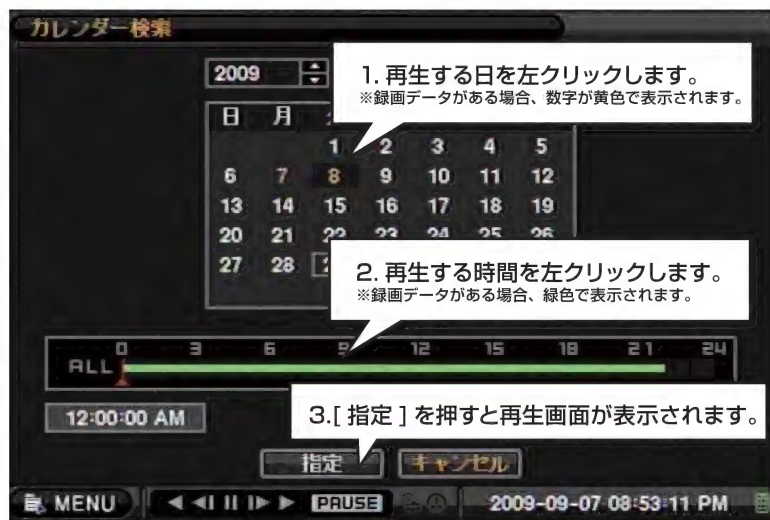 カレンダー検索
2009
1. 再生する日を左クリックします。
※録画データがある場合、数字が黄色で表示されます。
日 月
1 2 3 4 5
6 7 8 9 10 11 12
13 14 15 16 17 18 19
20 21 22 23 24 25 26
27 28
2. 再生する時間を左クリックします。
※録画データがある場合、緑色で表示されます。
0 3 6 9 12 15 18 21 24
ALL
12:00:00 AM
3.[ 指定 ] を押すと再生画面が表示されます。
指定 キャンセル
MENU PAUSE 2009-09-07 08:53:11 PM